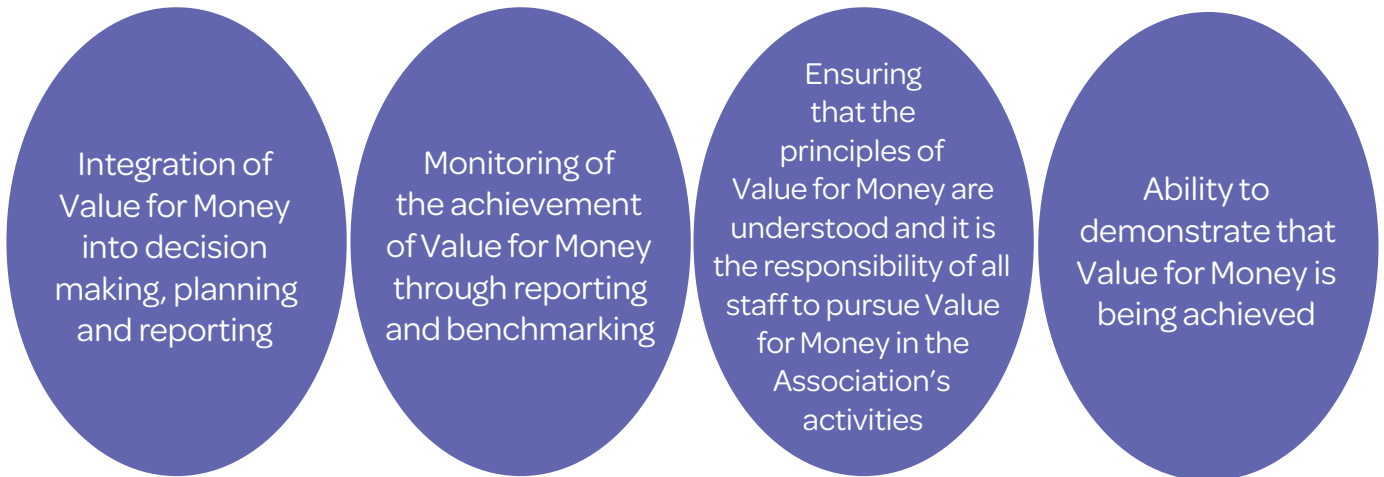 Integration of
Value for Money
into decision
making, planning
and reporting
Monitoring of
the achievement
of Value for Money
through reporting
and benchmarking
Ensuring
that the
principles of
Value for Money are
understood and it is
the responsibility of all
staff to pursue Value
for Money in the
Association’s
activities
Ability to
demonstrate that
Value for Money is
being achieved